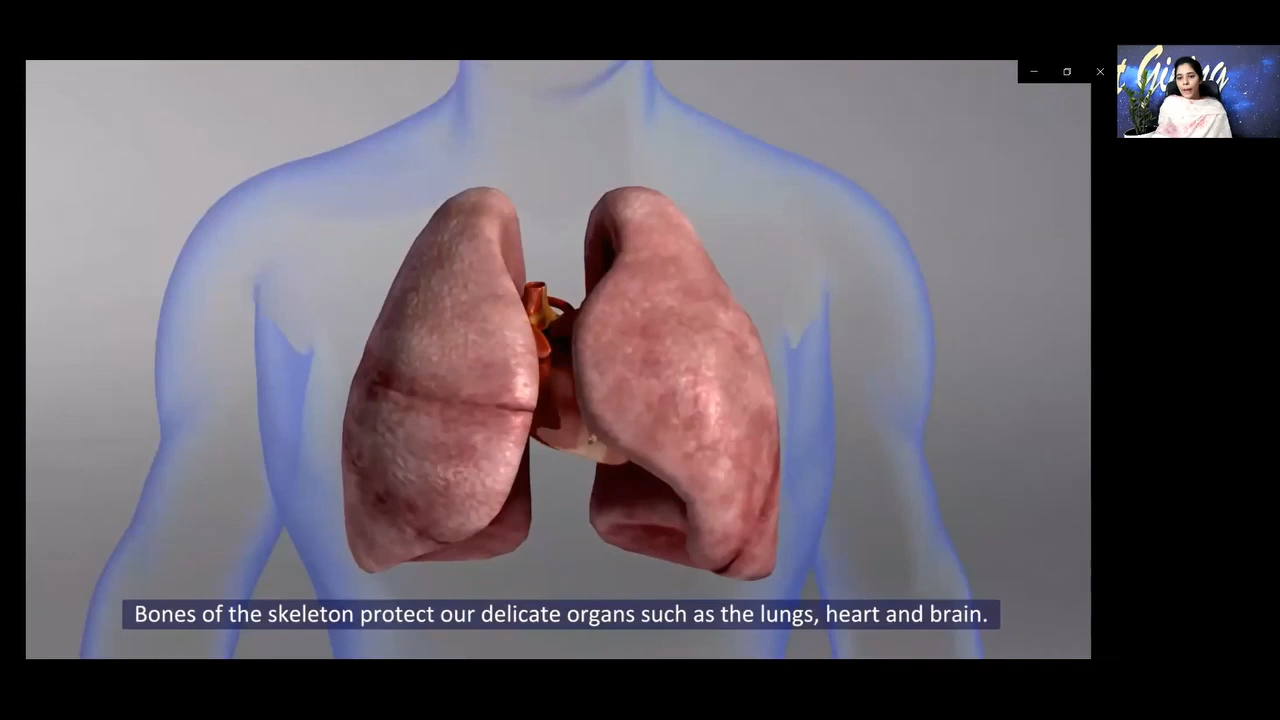 Bones of the skeleton protect our delicate organs such as the lungs, heart and brain.